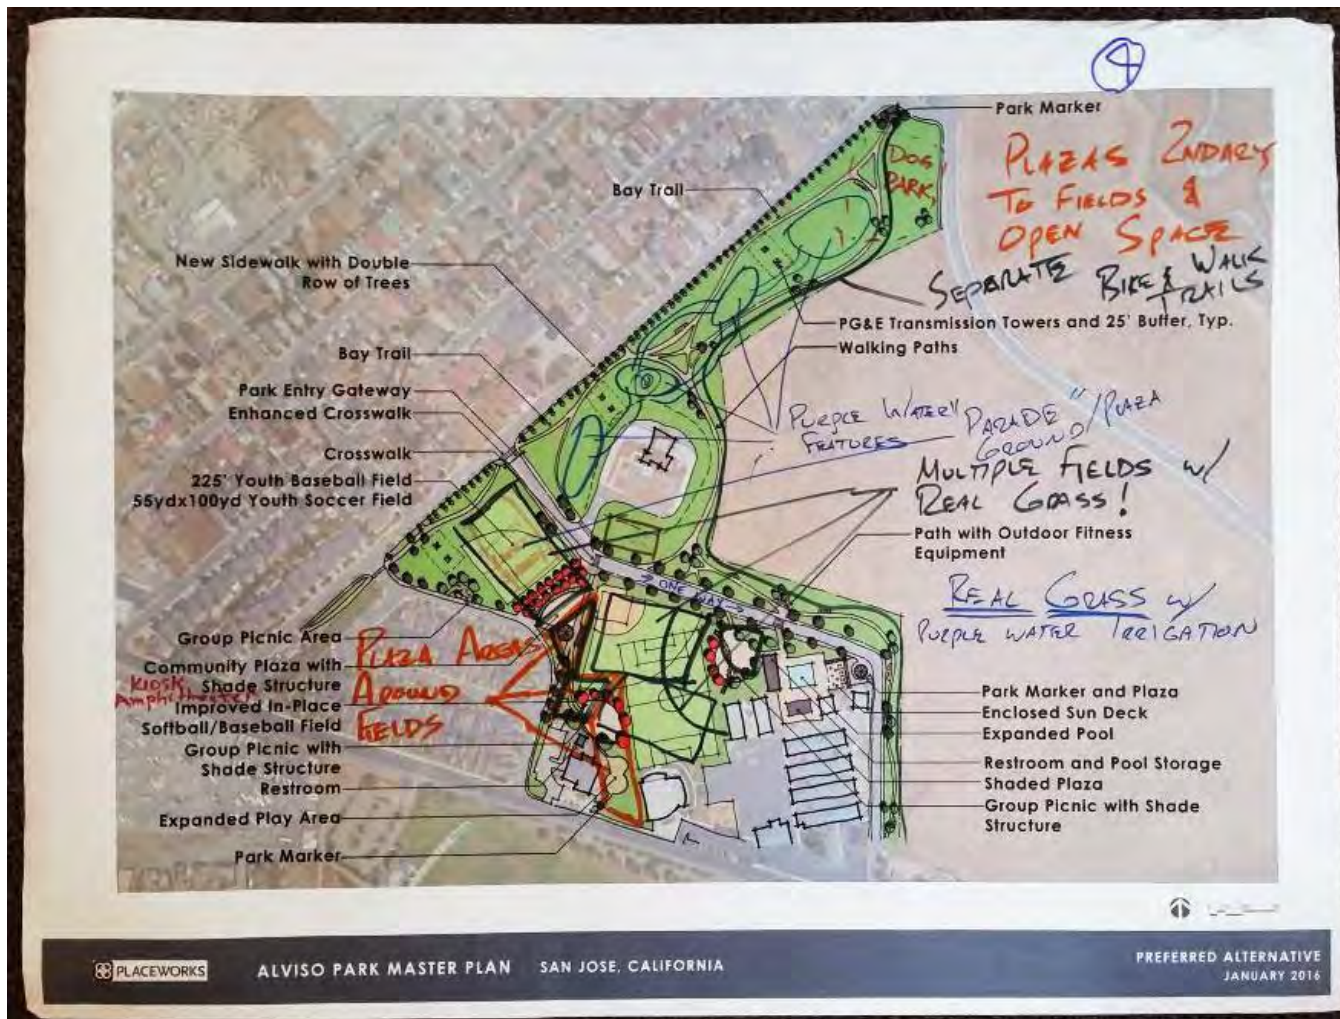 4
Park Marker
DOG
PARK
PLAZAS 2NDARY
TO FIELDS &
OPEN SPACE
Bay Trail
SEPARATE BIKE & WALK
TRAILS
New Sidewalk with Double
Row of Trees
PG&E Transmission Towers and 25' Buffer, Typ.
Walking Paths
Bay Trail
Park Entry Gateway
Enhanced Crosswalk
PURPLE WATER"
FEATURES
PARADE"/PLAZA
GROUND
Crosswalk
225' Youth Baseball Field
55ydx100yd Youth Soccer Field
MULTIPLE FIELDS w/
REAL GRASS!
Path with Outdoor Fitness
Equipment
ONE WAY
REAL GRASS w/
PURPLE WATER IRRIGATION
Group Picnic Area
Community Plaza with
Shade Structure
KIOSK
Amphitheater
Improved In-Place
Softball/Baseball Field
PLAZA AREAS
AROUND
FIELDS
Group Picnic with
Shade Structure
Restroom
Expanded Play Area
Park Marker
Park Marker and Plaza
Enclosed Sun Deck
Expanded Pool
Restroom and Pool Storage
Shaded Plaza
Group Picnic with Shade
Structure
PLACEWORKS
ALVISO PARK MASTER PLAN SAN JOSE, CALIFORNIA
PREFERRED ALTERNATIVE
JANUARY 2016